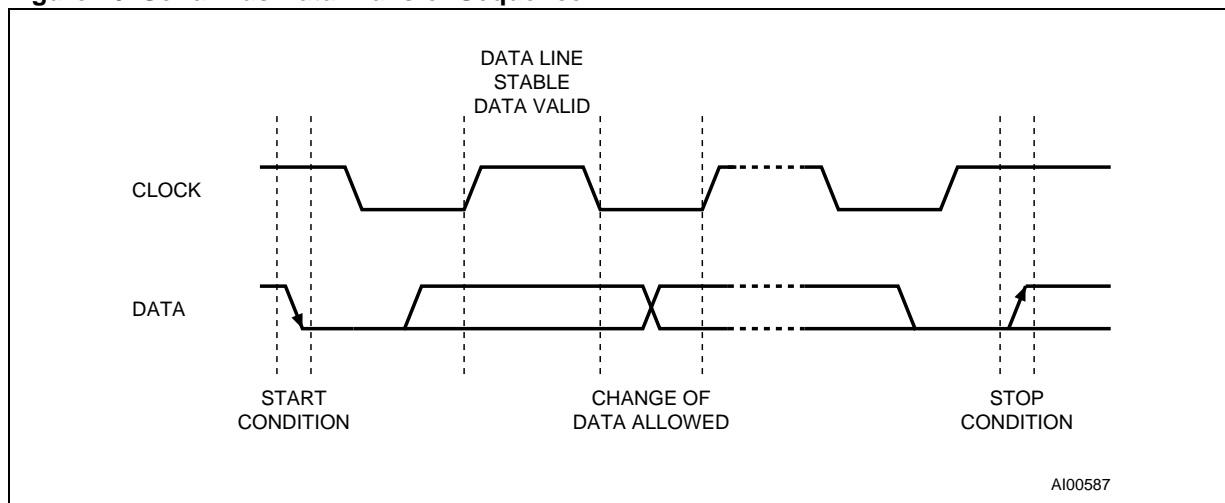 DATA LINE
STABLE
DATA VALID
CLOCK
DATA
START
CONDITION
CHANGE OF
DATA ALLOWED
STOP
CONDITION
AI00587